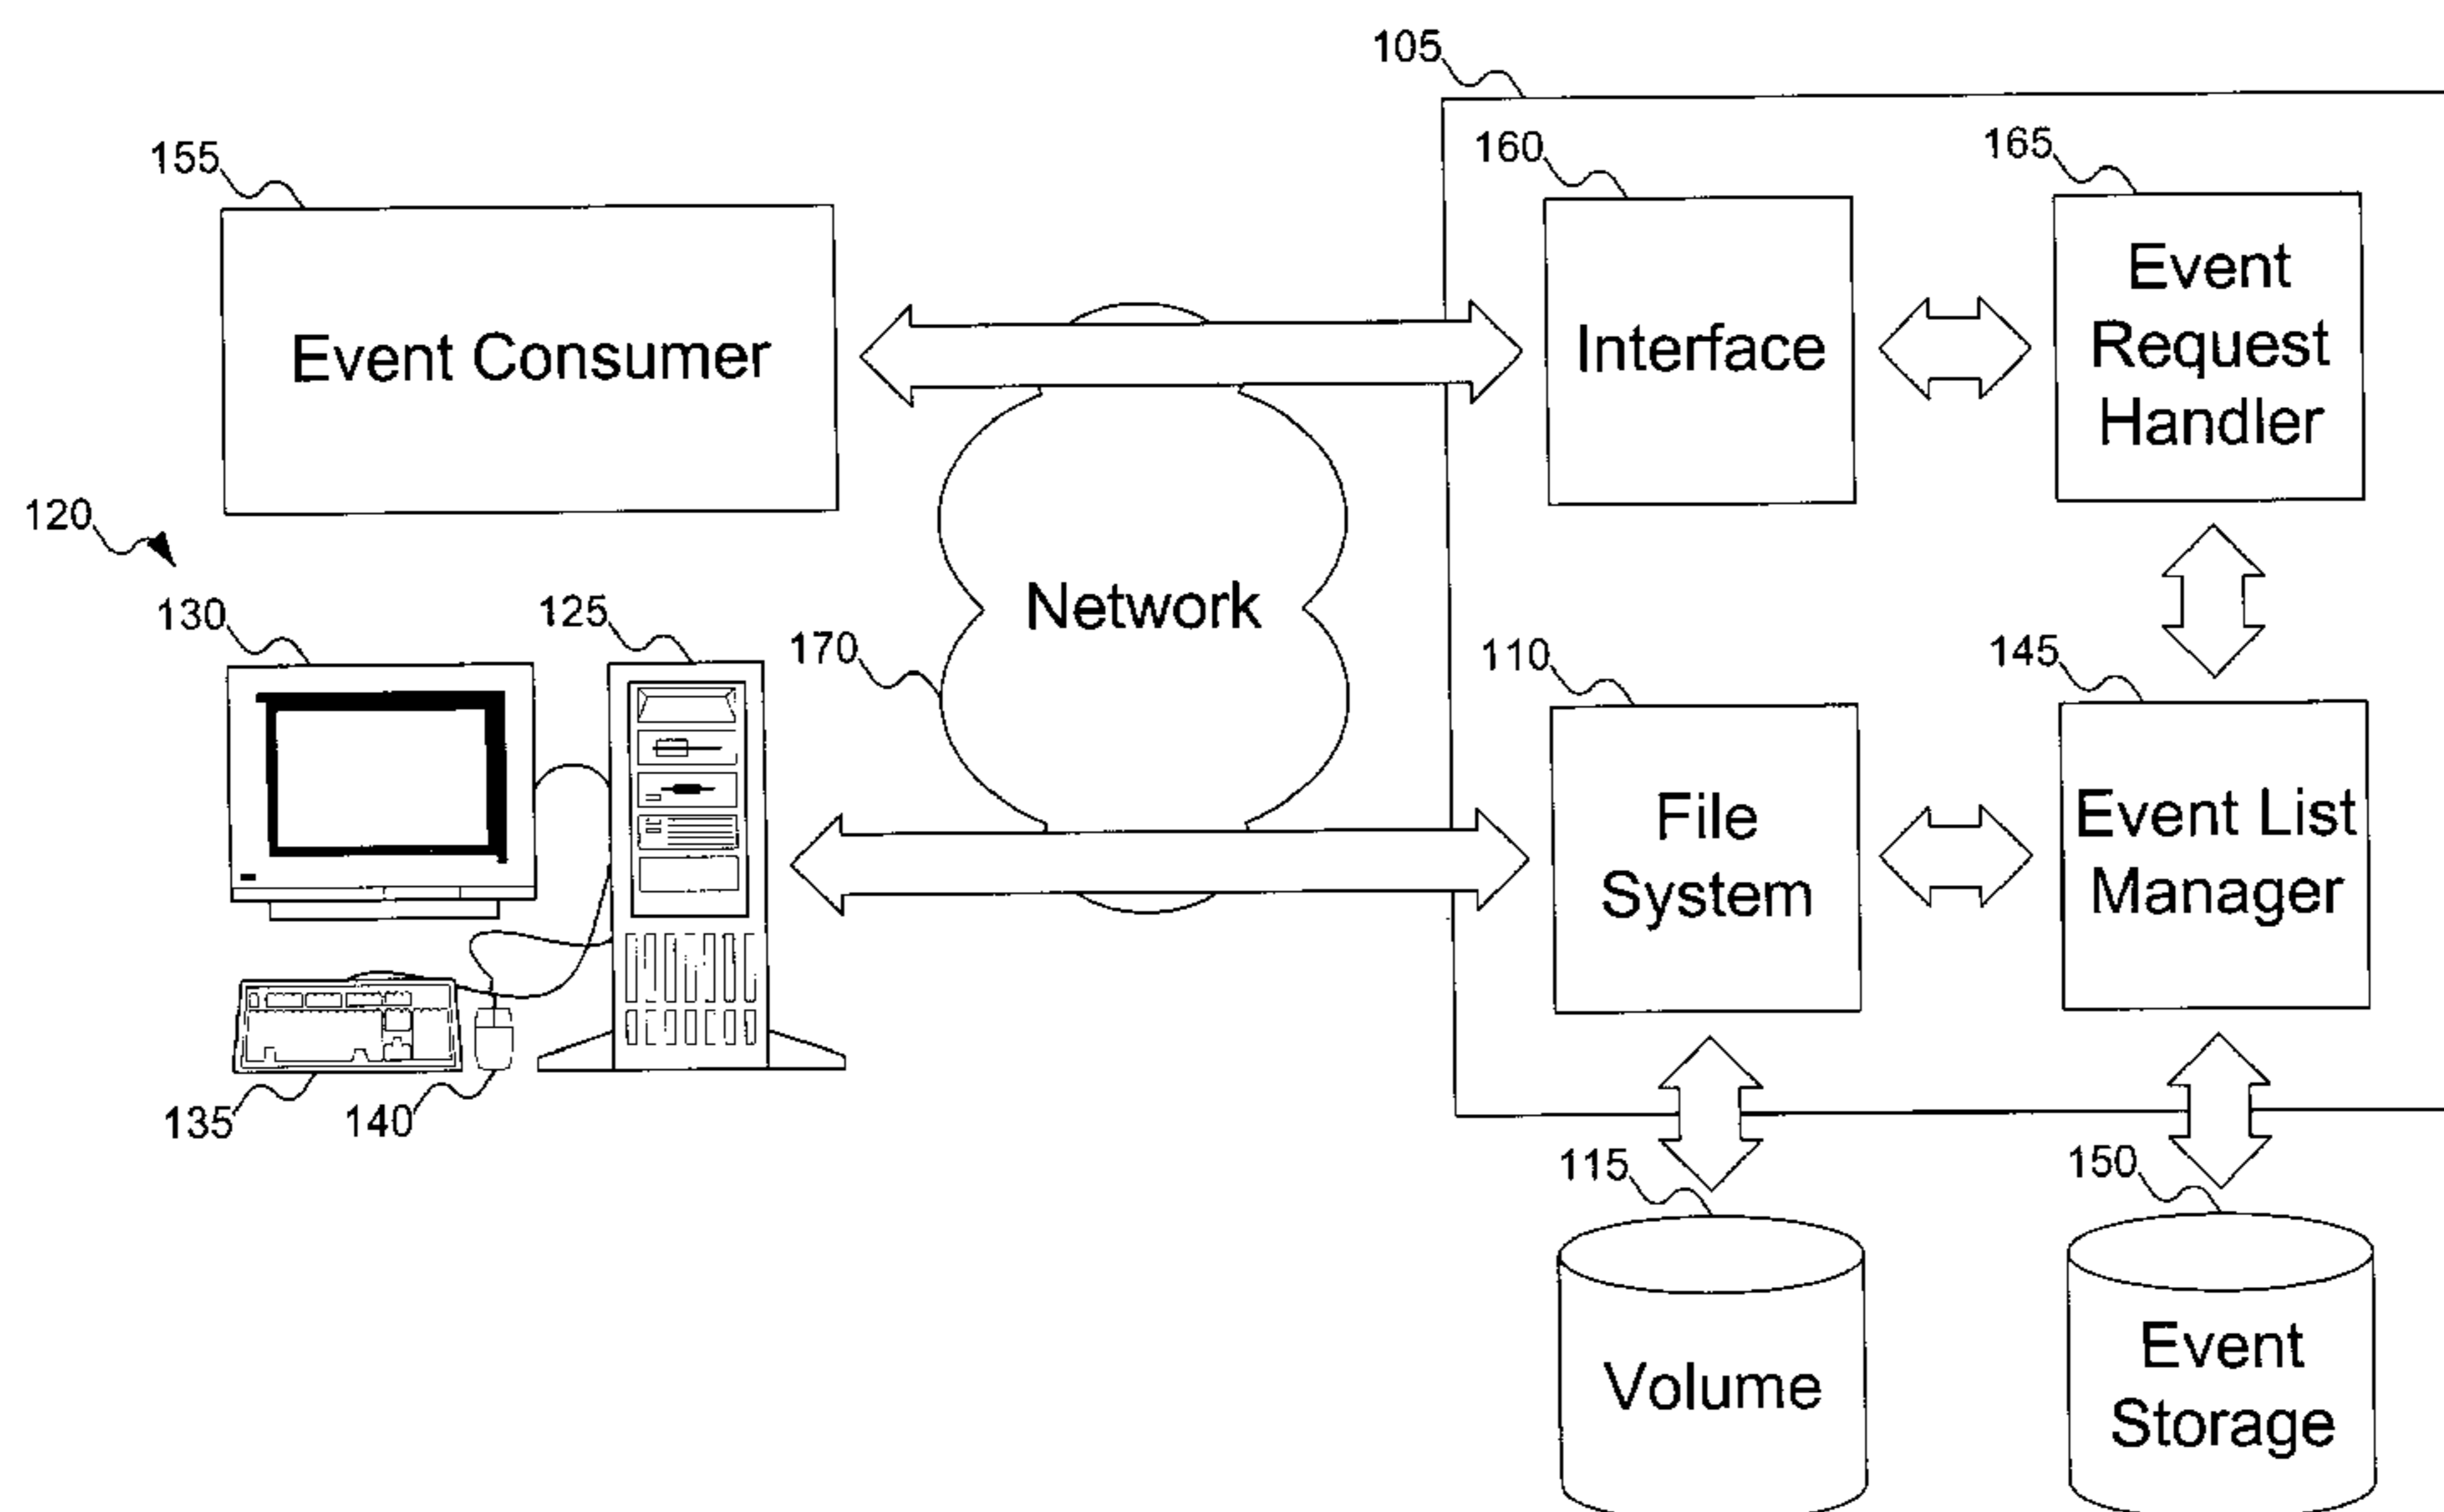 105
155
160
165
Event Consumer
Interface
Event
Request
Handler
120
130
125
170
Network
110
145
File
System
Event List
Manager
135
140
115
150
Volume
Event
Storage